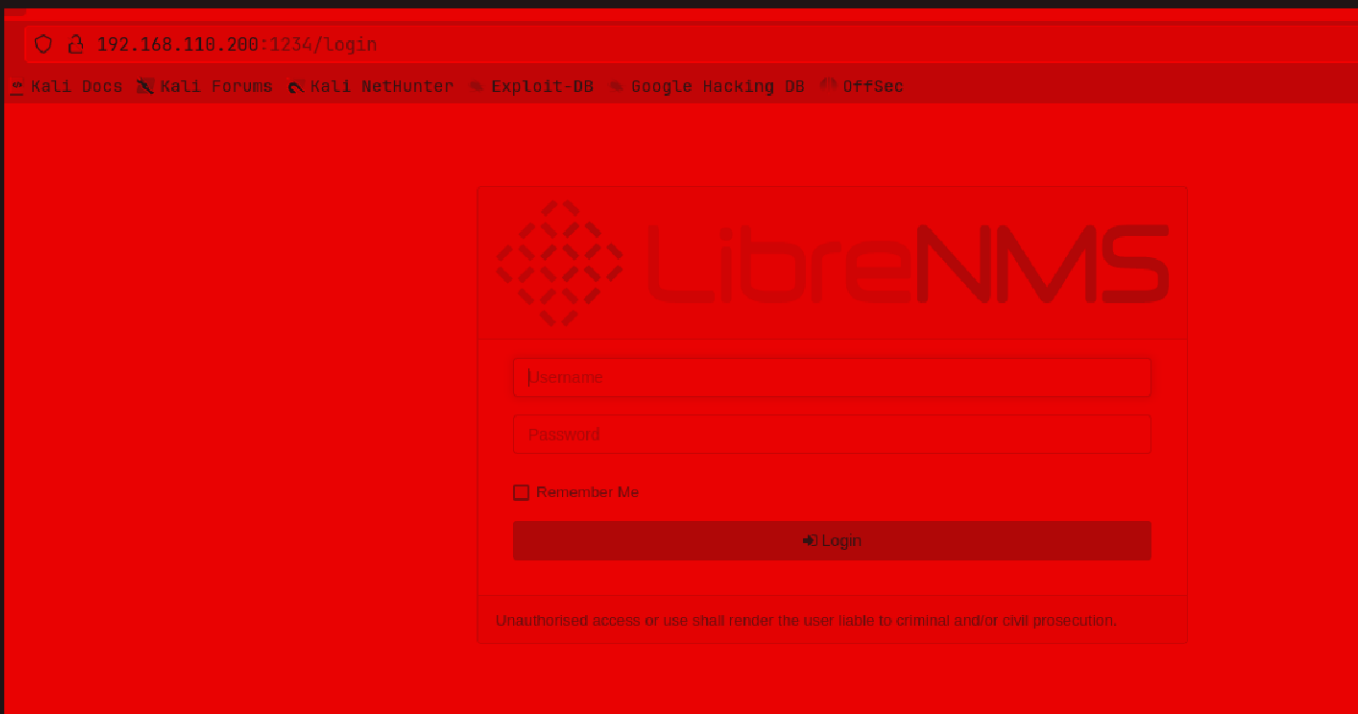 192.168.110.200:1234/login
Kali Docs Kali Forums Kali NetHunter Exploit-DB Google Hacking DB OffSec
LibreNMS
Username
Password
Remember Me
Login
Unauthorised access or use shall render the user liable to criminal and/or civil prosecution.